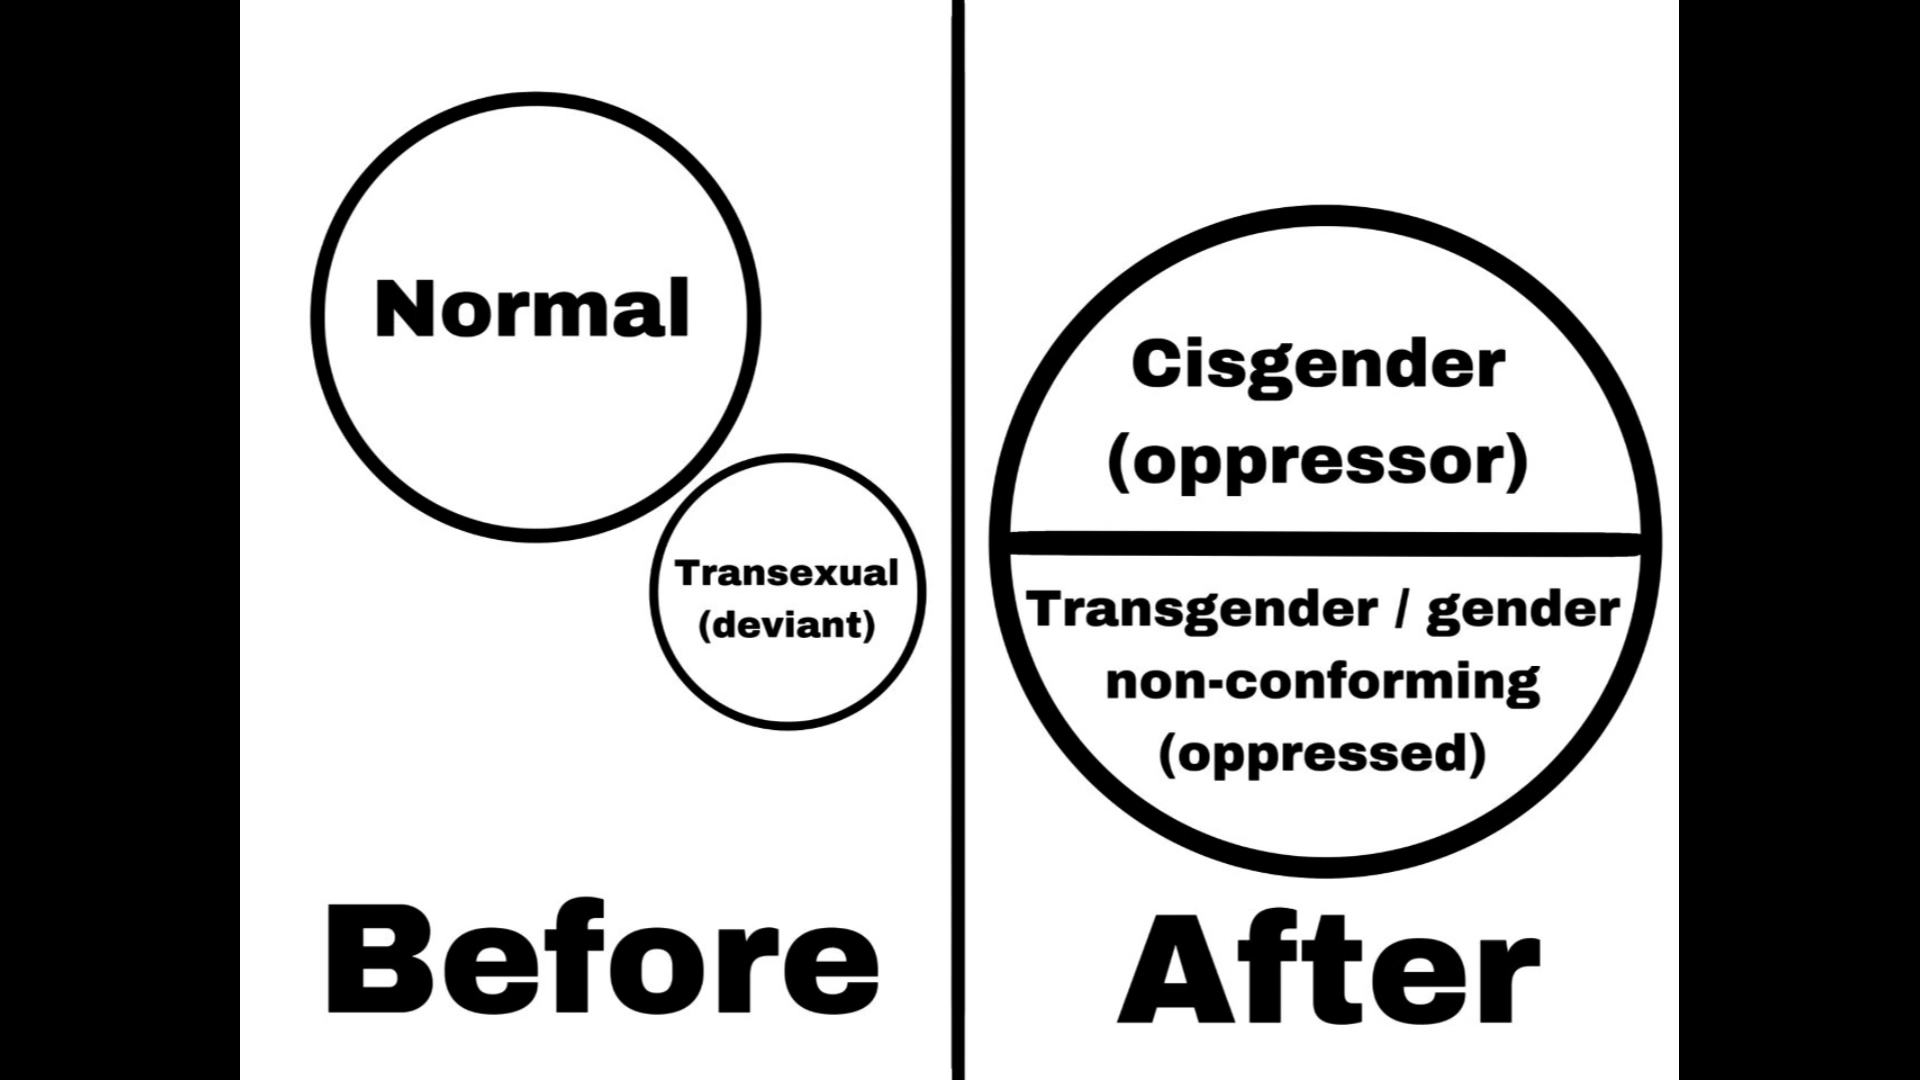 Normal
Transexual
(deviant)
Before
Cisgender
(oppressor)
Transgender / gender
non-conforming
(oppressed)
After